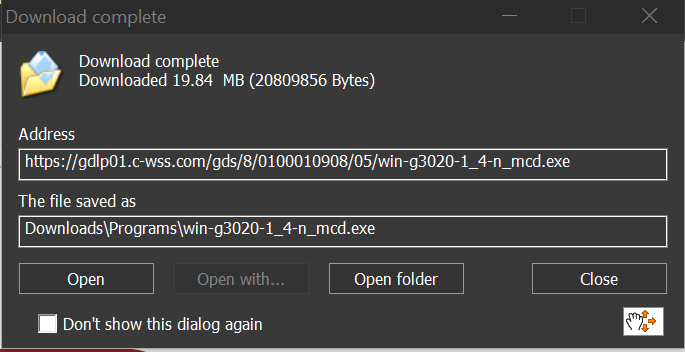 Download complete
Download complete
Downloaded 19.84  MB (20809856 Bytes)
Address
https://gdlp01.c-wss.com/gds/8/0100010908/05/win-g3020-1_4-n_mcd.exe
The file saved as
Downloads\Programs\win-g3020-1_4-n_mcd.exe
Open
Open with...
Open folder
Close
Don't show this dialog again